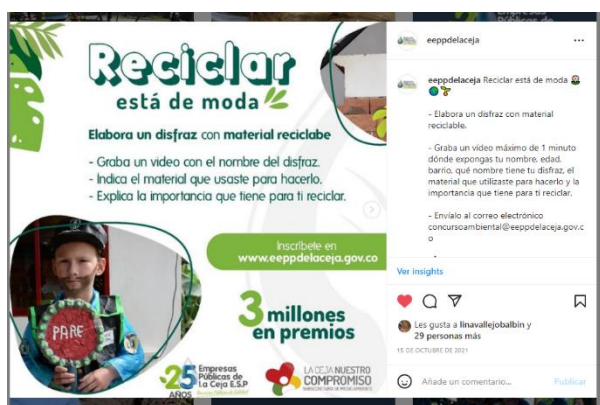 Empresas
Públicas de
Reciclar
está de moda
Elabora un disfraz con material reciclabe
- Graba un video con el nombre del disfraz.
- Indica el material que usaste para hacerlo.
- Explica la importancia que tiene para ti reciclar.
Inscríbete en
www.eeppdelaceja.gov.co
PARE
3 millones
en premios
25
AÑOS
Empresas
Públicas de
La Ceja E.S.P
LA CEJA NUESTRO
COMPROMISO
eeppdelaceja
eeppdelaceja Reciclar está de moda
- Elabora un disfraz con material
reciclable.
- Graba un vídeo máximo de 1 minuto
dónde expongas tu nombre, edad,
barrio, qué nombre tiene tu disfraz, el
material que utilizaste para hacerlo y la
importancia que tiene para ti reciclar.
- Envíalo al correo electrónico
concursoambiental@eeppdelaceja.gov.c
o
Ver insights
Les gusta a linavallejobalbin y
29 personas más
15 DE OCTUBRE DE 2021
Añade un comentario...
Publicar